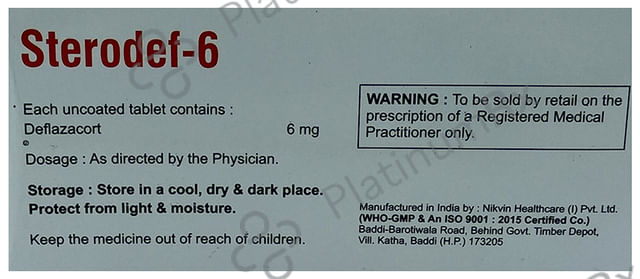 Sterodef-6
Each uncoated tablet contains :
Deflazacort 6 mg
Dosage : As directed by the Physician.
Storage : Store in a cool, dry & dark place.
Protect from light & moisture.
Keep the medicine out of reach of children.
WARNING : To be sold by retail on the
prescription of a Registered Medical
Practitioner only.
Manufactured in India by : Nikvin Healthcare (I) Pvt. Ltd.
(WHO-GMP & An ISO 9001 : 2015 Certified Co.)
Baddi-Barotiwala Road, Behind Govt. Timber Depot,
Vill. Katha, Baddi (H.P.) 173205
Platinum Rx